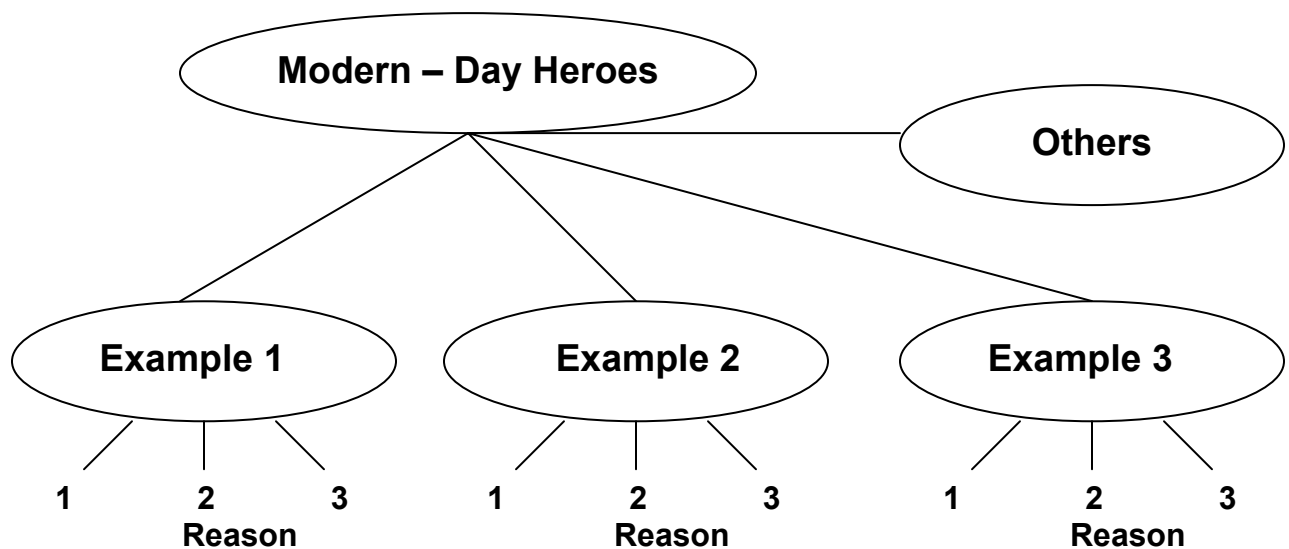 Modern – Day Heroes
Others
Example 1
Example 2
Example 3
1 2 3
Reason
1 2 3
Reason
1 2 3
Reason